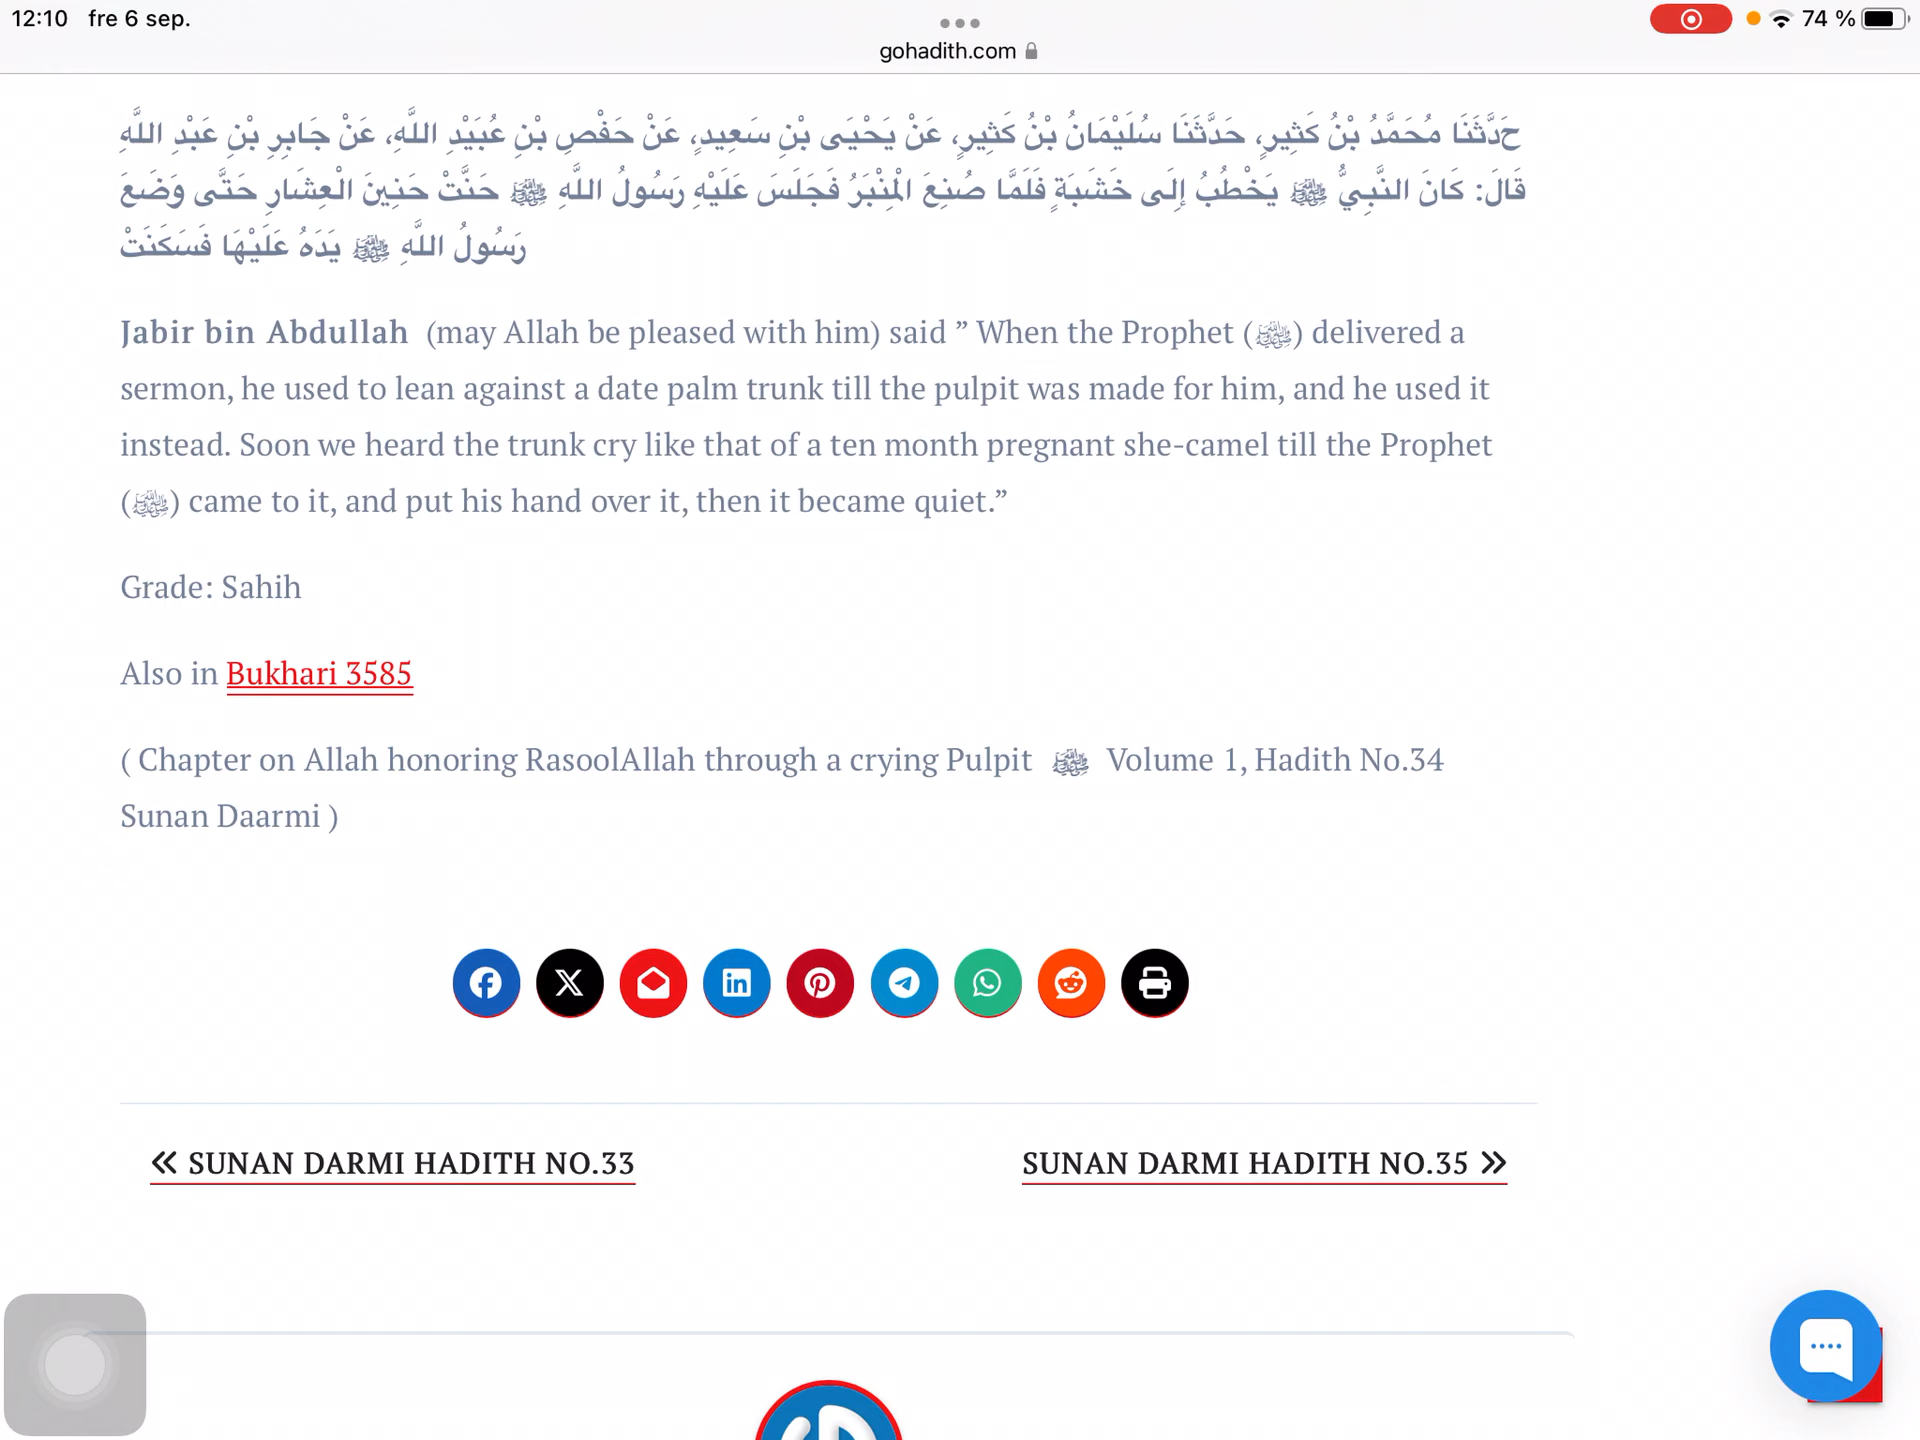 12:10 fre 6 sep.
74 %
gohadith.com
حَدَّثَنَا مُحَمَّدُ بْنُ كَثِيرٍ، حَدَّثَنَا سُلَيْمَانُ بْنُ كَثِيرٍ، عَنْ يَحْيَى بْنِ سَعِيدٍ، عَنْ حَفْصِ بْنِ عُبَيْدِ اللَّهِ، عَنْ جَابِرِ بْنِ عَبْدِ اللَّهِ
قَالَ: كَانَ النَّبِيُّ ﷺ يَخْطُبُ إِلَى خَشَبَةٍ فَلَمَّا صُنِعَ الْمِنْبَرُ فَجَلَسَ عَلَيْهِ رَسُولُ اللَّهِ ﷺ حَنَّتْ حَنِينَ الْعِشَارِ حَتَّى وَضَعَ
رَسُولُ اللَّهِ ﷺ يَدَهُ عَلَيْهَا فَسَكَنَتْ
Jabir bin Abdullah (may Allah be pleased with him) said ” When the Prophet (ﷺ) delivered a
sermon, he used to lean against a date palm trunk till the pulpit was made for him, and he used it
instead. Soon we heard the trunk cry like that of a ten month pregnant she-camel till the Prophet
(ﷺ) came to it, and put his hand over it, then it became quiet.”
Grade: Sahih
Also in Bukhari 3585
( Chapter on Allah honoring RasoolAllah through a crying Pulpit ﷺ Volume 1, Hadith No.34
Sunan Daarmi )
« SUNAN DARMI HADITH NO.33
SUNAN DARMI HADITH NO.35 »